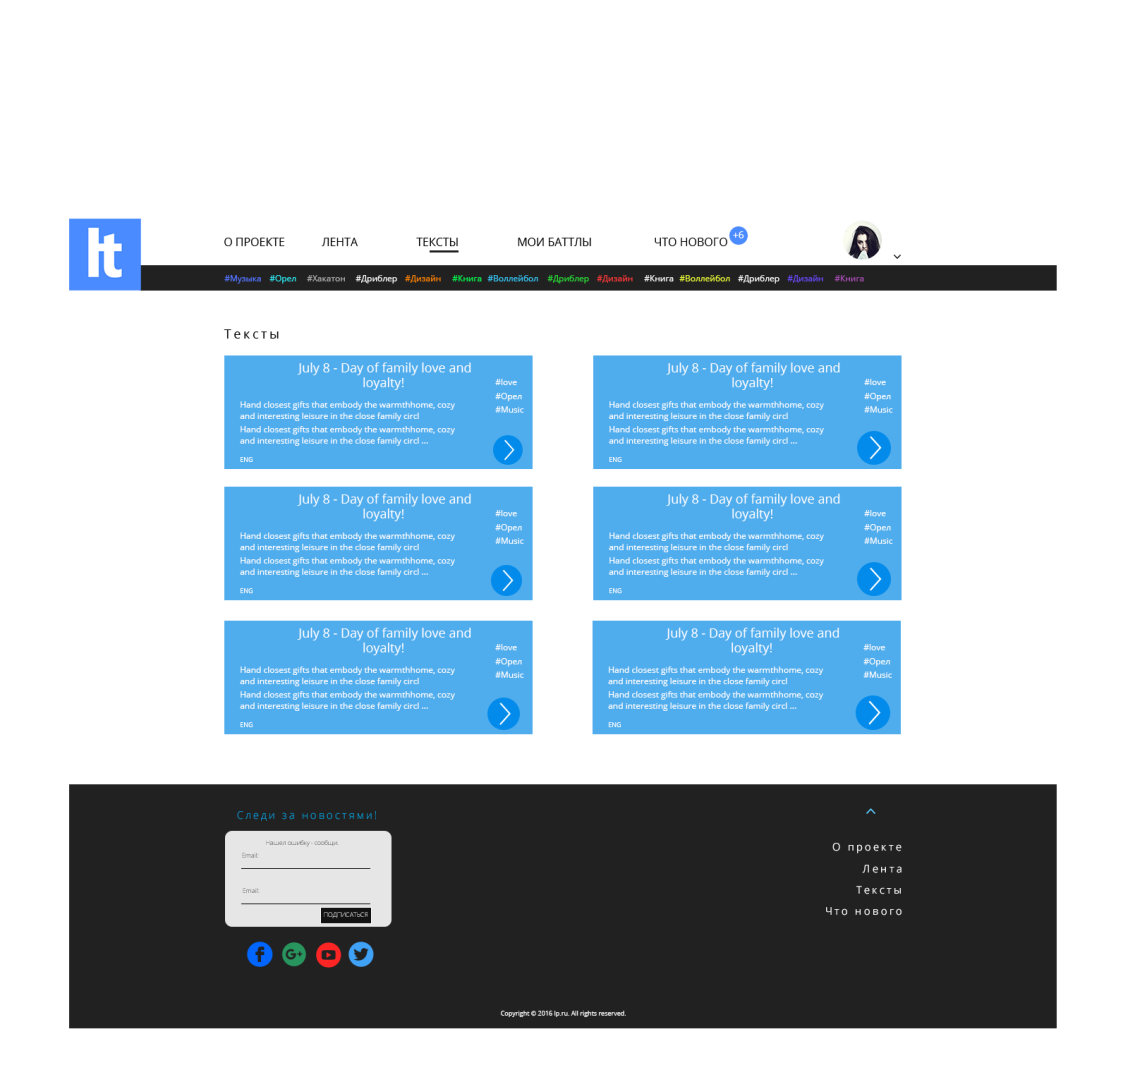 lt
О ПРОЕКТЕ ЛЕНТА ТЕКСТЫ МОИ БАТТЛЫ ЧТО НОВОГО +6
#Музыка #Орел #Хакатон #Дриблер #Дизайн #Книга #Воллейбол #Дриблер #Дизайн #Книга #Воллейбол #Дриблер #Дизайн #Книга
Тексты
July 8 - Day of family love and
loyalty!
Hand closest gifts that embody the warmthhome, cozy
and interesting leisure in the close family circl
Hand closest gifts that embody the warmthhome, cozy
and interesting leisure in the close family circl ...
ENG
#love
#Орел
#Music
July 8 - Day of family love and
loyalty!
Hand closest gifts that embody the warmthhome, cozy
and interesting leisure in the close family circl
Hand closest gifts that embody the warmthhome, cozy
and interesting leisure in the close family circl ...
ENG
#love
#Орел
#Music
July 8 - Day of family love and
loyalty!
Hand closest gifts that embody the warmthhome, cozy
and interesting leisure in the close family circl
Hand closest gifts that embody the warmthhome, cozy
and interesting leisure in the close family circl ...
ENG
#love
#Орел
#Music
July 8 - Day of family love and
loyalty!
Hand closest gifts that embody the warmthhome, cozy
and interesting leisure in the close family circl
Hand closest gifts that embody the warmthhome, cozy
and interesting leisure in the close family circl ...
ENG
#love
#Орел
#Music
July 8 - Day of family love and
loyalty!
Hand closest gifts that embody the warmthhome, cozy
and interesting leisure in the close family circl
Hand closest gifts that embody the warmthhome, cozy
and interesting leisure in the close family circl ...
ENG
#love
#Орел
#Music
July 8 - Day of family love and
loyalty!
Hand closest gifts that embody the warmthhome, cozy
and interesting leisure in the close family circl
Hand closest gifts that embody the warmthhome, cozy
and interesting leisure in the close family circl ...
ENG
#love
#Орел
#Music
Следи за новостями!
Нашел ошибку - сообщи:
Email:
Email:
ПОДПИСАТЬСЯ
f G+
О проекте
Лента
Тексты
Что нового
Copyright © 2016 lp.ru. All rights reserved.